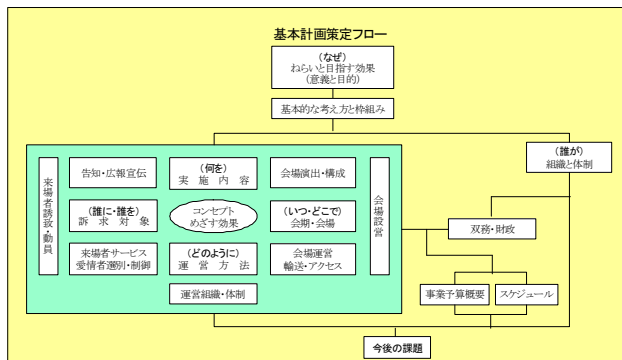 基本計画策定フロー
(なぜ)
ねらいと目指す効果
(意義と目的)
基本的な考え方と枠組み
(誰が)
組織と体制
来場者誘致・動員
告知・広報宣伝
(何を)
実施内容
会場演出・構成
会場設営
(誰に・誰を)
訴求対象
コンセプト
めざす効果
(いつ・どこで)
会期・会場
双務・財政
来場者サービス
愛情者選別・制御
(どのように)
運営方法
会場運営
輸送・アクセス
運営組織・体制
事業予算概要
スケジュール
今後の課題